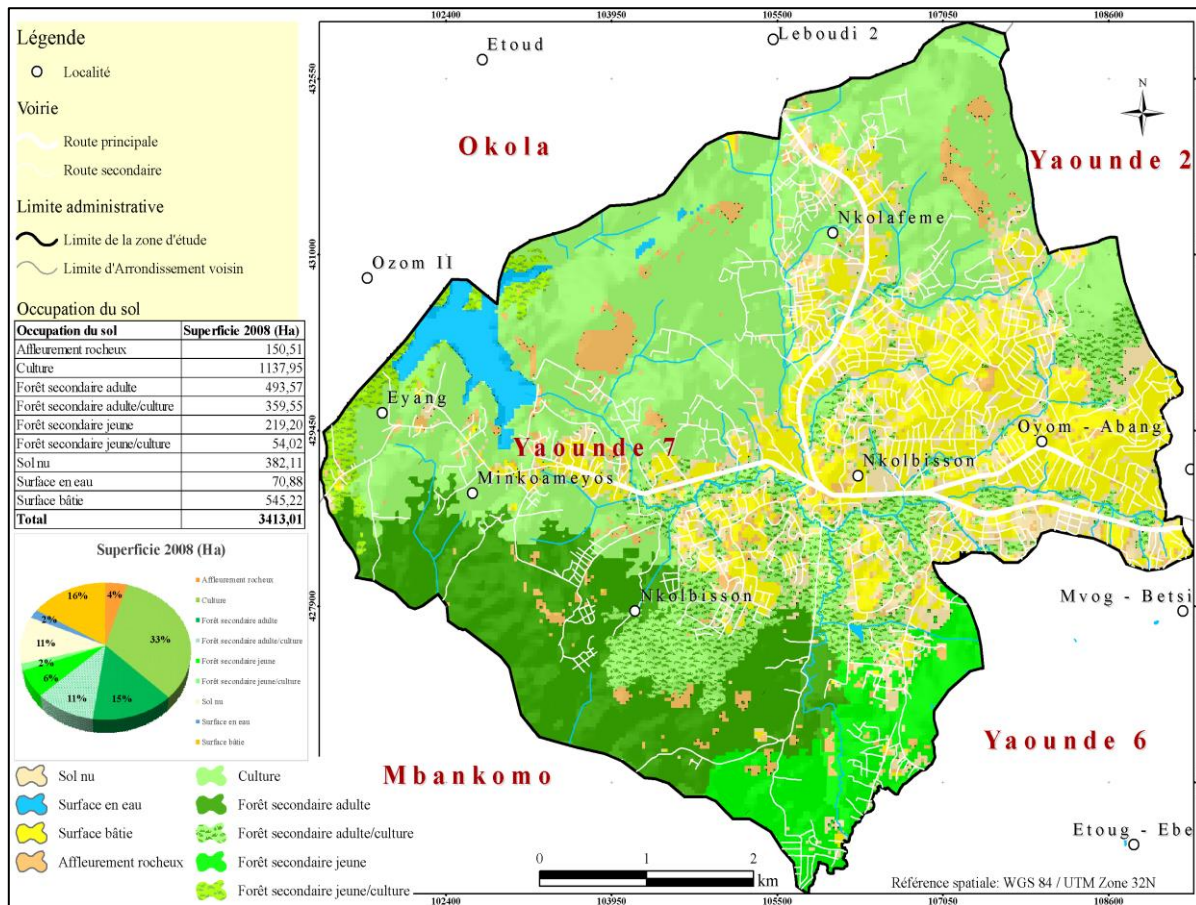 Légende
Localité
Voirie
Route principale
Route secondaire
Limite administrative
Limite de la zone d'étude
Limite d'Arrondissement voisin
Occupation du sol
Occupation du sol Superficie 2008 (Ha)
Affleurement rocheux 150,51
Culture 1137,95
Forêt secondaire adulte 493,57
Forêt secondaire adulte/culture 359,55
Forêt secondaire jeune 219,20
Forêt secondaire jeune/culture 54,02
Sol nu 382,11
Surface en eau 70,88
Surface bâtie 545,22
Total 3413,01
Superficie 2008 (Ha)
16%
4%
2%
11%
33%
2%
6%
11%
15%
Affleurement rocheux
Culture
Forêt secondaire adulte
Forêt secondaire adulte/culture
Forêt secondaire jeune
Forêt secondaire jeune/culture
Sol nu
Surface en eau
Surface bâtie
Sol nu
Surface en eau
Surface bâtie
Affleurement rocheux
Culture
Forêt secondaire adulte
Forêt secondaire adulte/culture
Forêt secondaire jeune
Forêt secondaire jeune/culture
102400 103950 105500 107050 108600
432550
431000
429450
427900
Etoud
Leboudi 2
N
Okola
Yaounde 2
Nkolafeme
Ozom II
Eyang
Yaounde 7
Oyom - Abang
Minkoameyos
Nkolbisson
Nkolbisson
Mvog - Betsi
Yaounde 6
Mbankomo
Etoug - Ebe
0 1 2
km
Référence spatiale: WGS 84 / UTM Zone 32N
102400 103950 105500 107050 108600